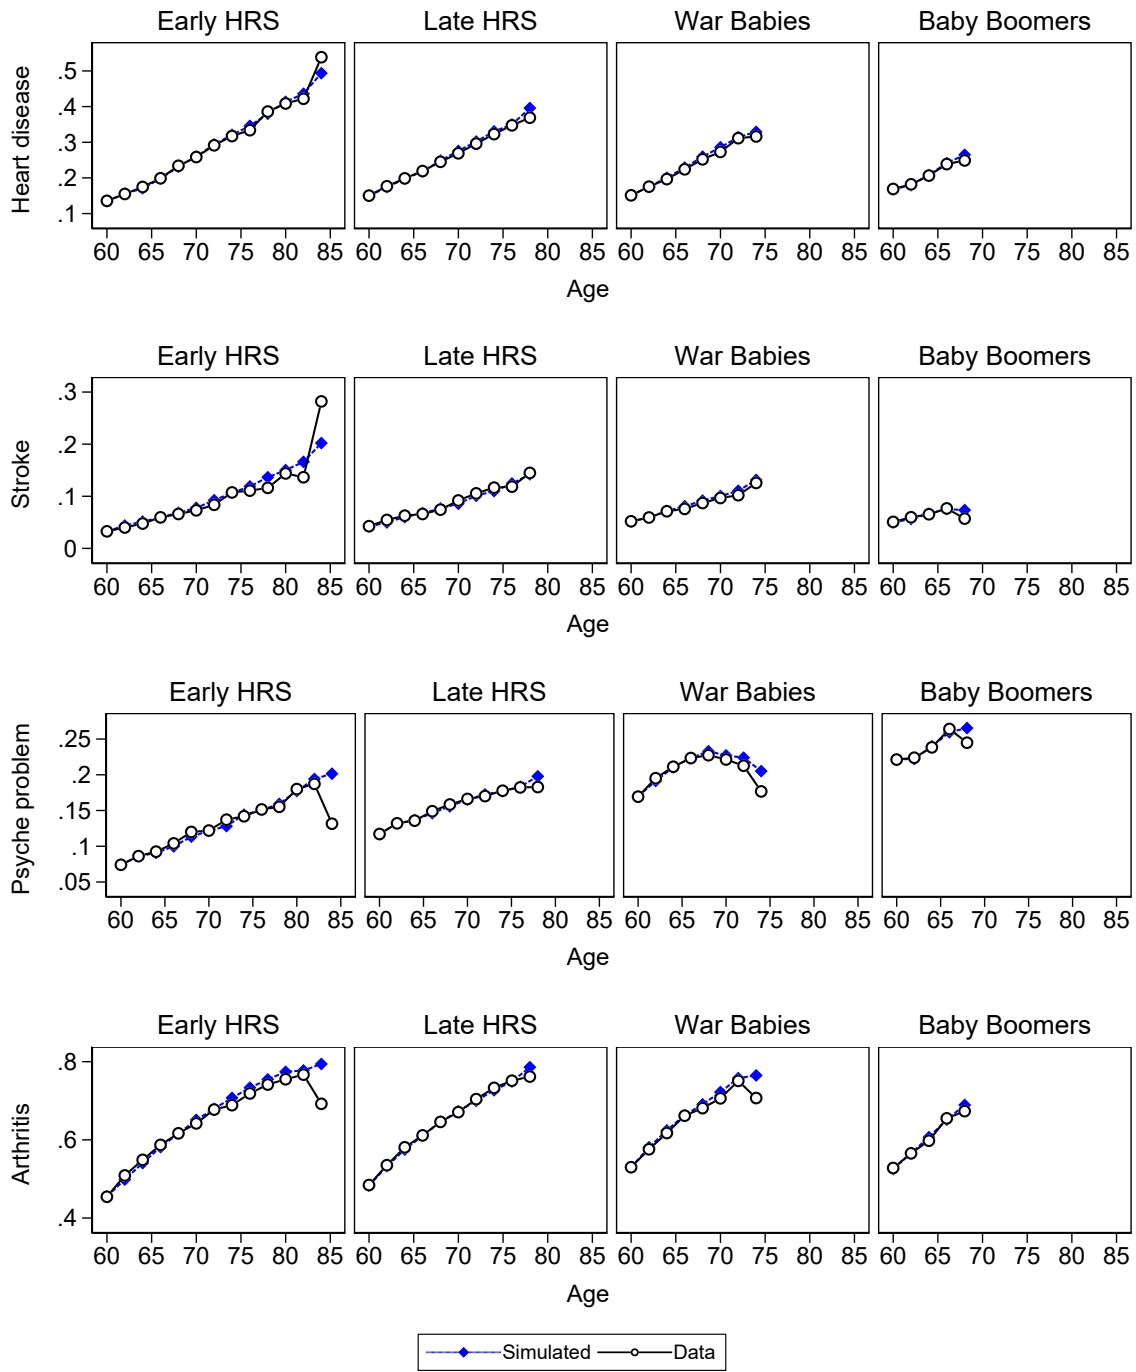 Early HRS Late HRS War Babies Baby Boomers
Heart disease
.5
.4
.3
.2
.1
60 65 70 75 80 85 60 65 70 75 80 85 60 65 70 75 80 85 60 65 70 75 80 85
Age
Early HRS Late HRS War Babies Baby Boomers
Stroke
.3
.2
.1
0
60 65 70 75 80 85 60 65 70 75 80 85 60 65 70 75 80 85 60 65 70 75 80 85
Age
Early HRS Late HRS War Babies Baby Boomers
Psyche problem
.25
.2
.15
.1
.05
60 65 70 75 80 85 60 65 70 75 80 85 60 65 70 75 80 85 60 65 70 75 80 85
Age
Early HRS Late HRS War Babies Baby Boomers
Arthritis
.8
.6
.4
60 65 70 75 80 85 60 65 70 75 80 85 60 65 70 75 80 85 60 65 70 75 80 85
Age
Simulated Data